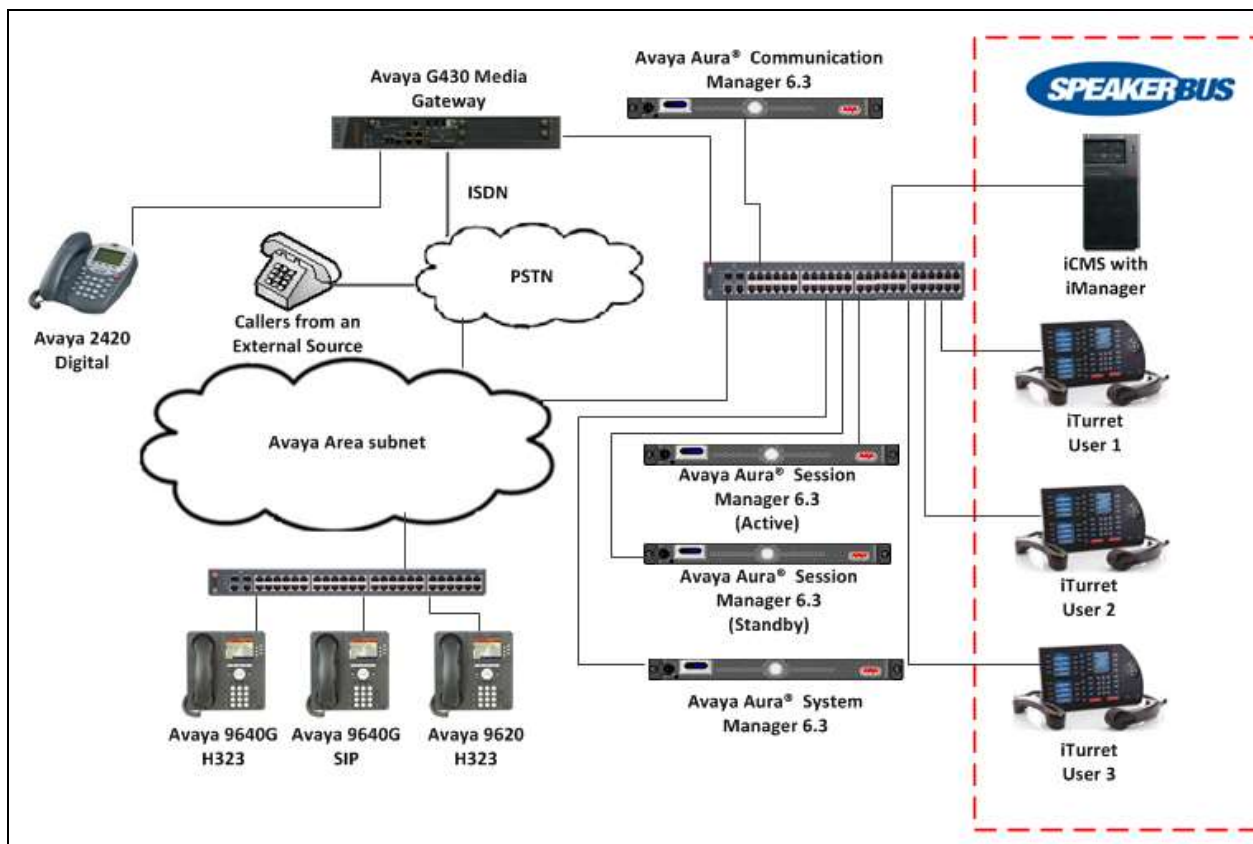 Avaya Aura® Communication
Manager 6.3
Avaya G430 Media
Gateway
SPEAKERBUS
ISDN
PSTN
iCMS with
iManager
Avaya 2420
Digital
Callers from an
External Source
iTurret
User 1
Avaya Area subnet
Avaya Aura® Session
Manager 6.3
(Active)
Avaya Aura® Session
Manager 6.3
(Standby)
iTurret
User 2
Avaya Aura® System
Manager 6.3
Avaya 9640G
H323
Avaya 9640G
SIP
Avaya 9620
H323
iTurret
User 3